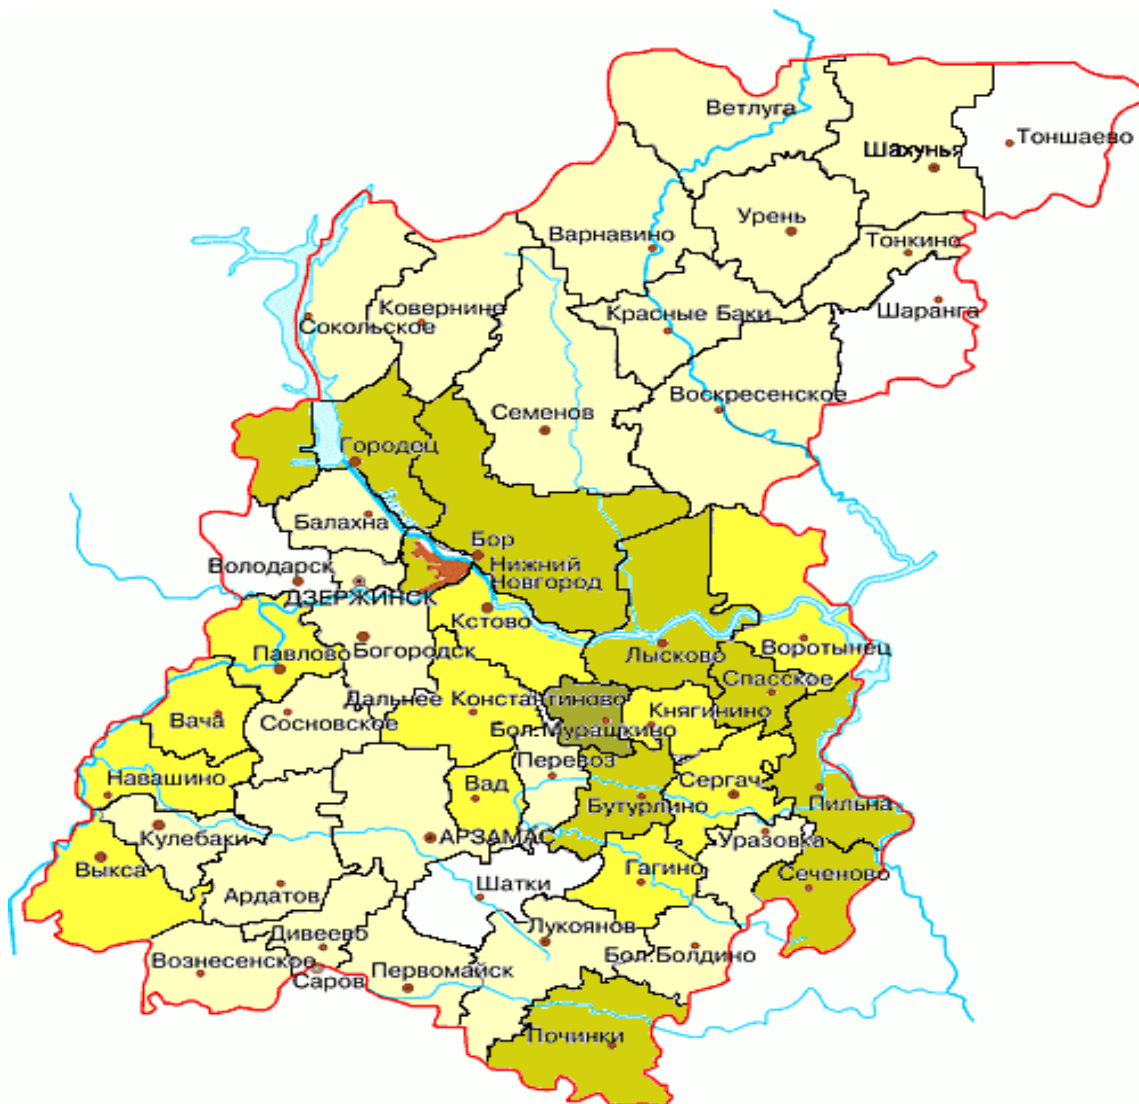 Ветлуга
Шахунья
Тоншаево
Урень
Варнавино
Тонкино
Ковернино
Сокольское
Красные Баки
Шаранга
Воскресенское
Семенов
Городец
Балахна
Бор
Володарск
Нижний
Новгород
ДЗЕРЖИНСК
Кстово
Павлово
Богородск
Лысково
Воротынец
Спасское
Дальнее Константиново
Княгинино
Вача
Сосновское
Бол.Мурашкино
Перевоз
Навашино
Вад
Сергач
Бутурлино
Пильна
Кулебаки
АРЗАМАС
Уразовка
Выкса
Гагино
Сеченово
Ардатов
Шатки
Лукоянов
Дивеево
Бол.Болдино
Вознесенское
Саров
Первомайск
Починки